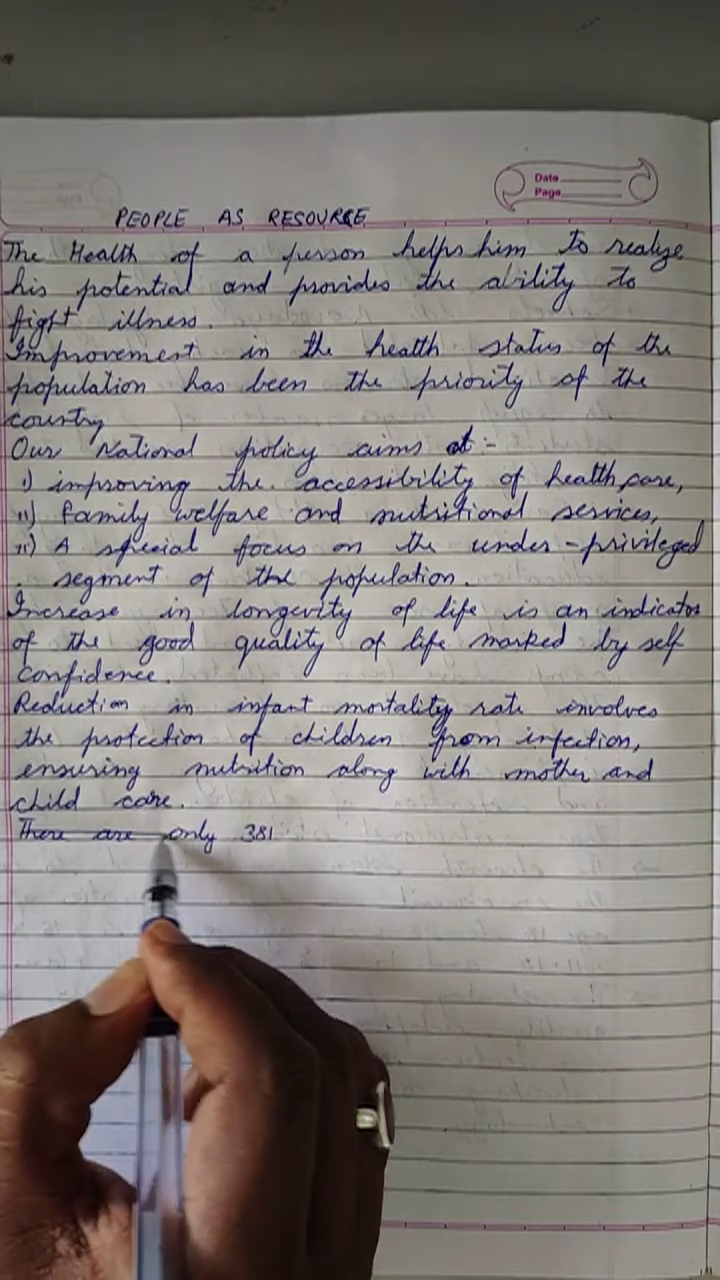 Date
Page
PEOPLE AS RESOURCE
The Health of a person helps him to realize
his potential and provides the ability to
fight illness.
Improvement in the health status of the
population has been the priority of the
country
Our National policy aims at:-
i) improving the accessibility of health care,
ii) family welfare and nutritional services,
iii) A special focus on the under-privileged
segment of the population.
Increase in longevity of life is an indicator
of the good quality of life marked by self
confidence.
Reduction in infant mortality rate involves
the protection of children from infection,
ensuring nutrition along with mother and
child care.
There are only 381